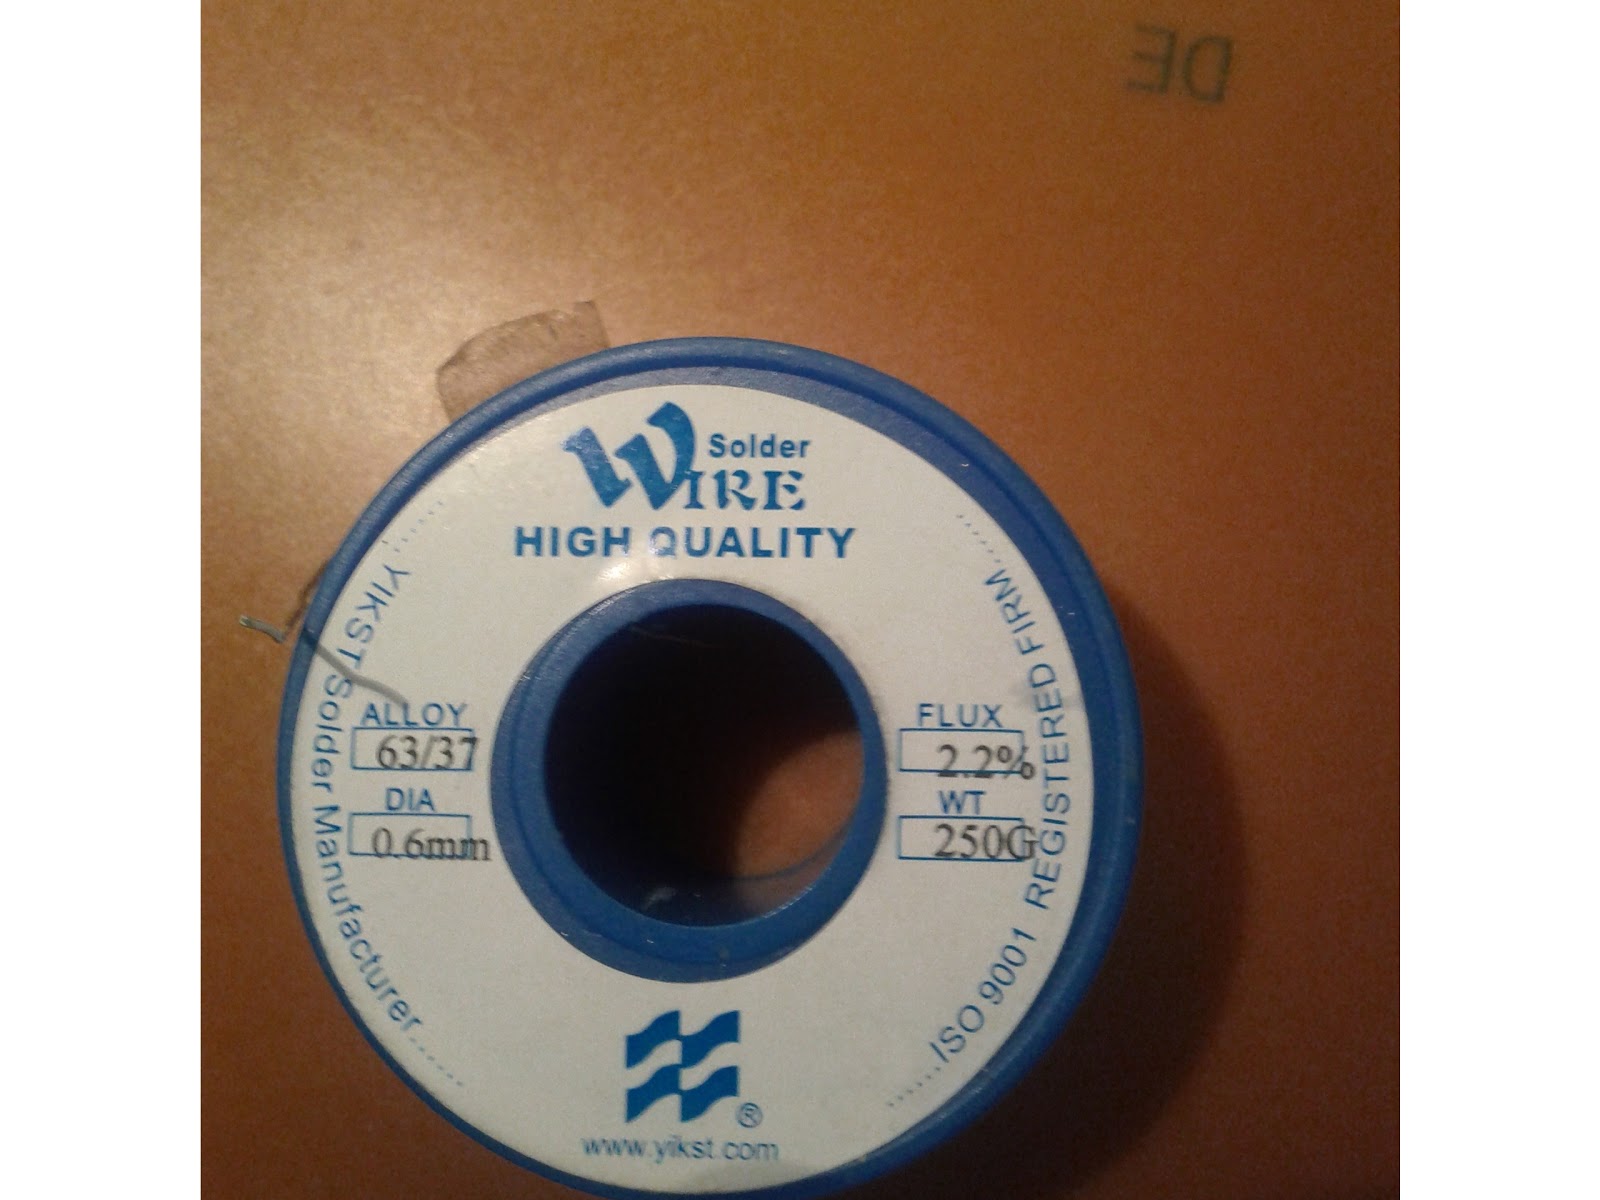 DE
Solder
WIRE
HIGH QUALITY
YIKST Solder Manufacturer
ALLOY
63/37
DIA
0.6mm
FLUX
2.2%
WT
250G
ISO 9001 REGISTERED FIRM
®
www.yikst.com